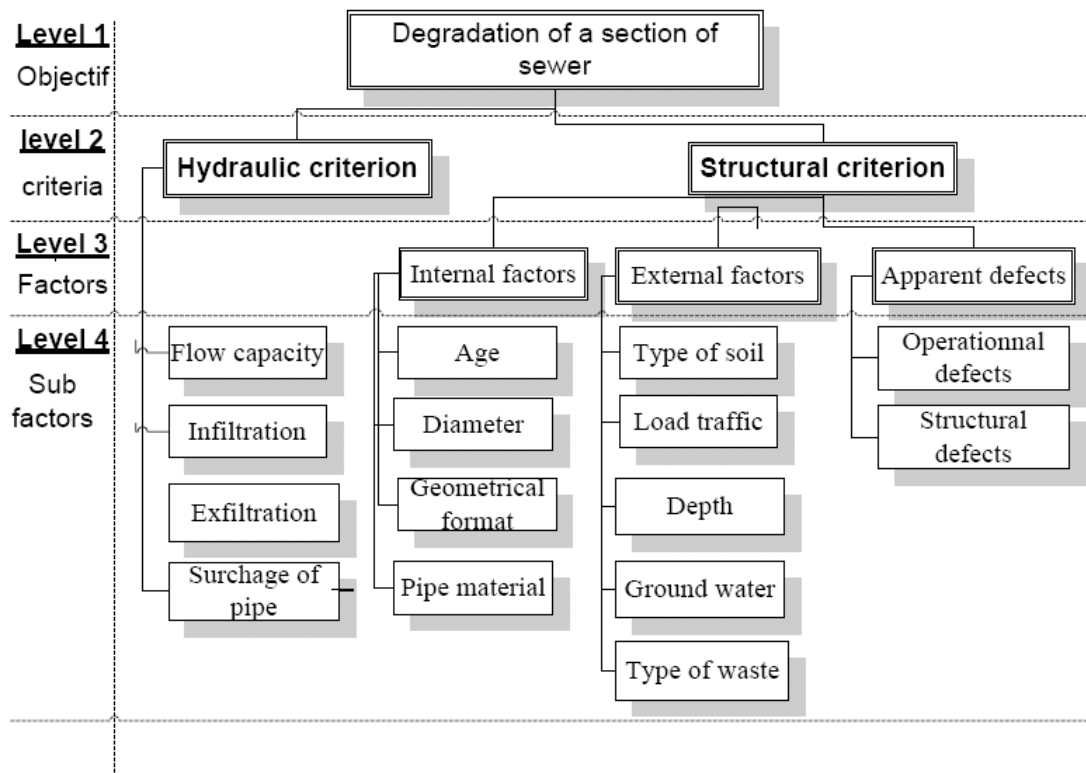 Level 1
Objectif
Degradation of a section of
sewer
level 2
criteria
Hydraulic criterion
Structural criterion
Level 3
Factors
Internal factors
External factors
Apparent defects
Level 4
Sub
factors
Flow capacity
Infiltration
Exfiltration
Surchage of
pipe
Age
Diameter
Geometrical
format
Pipe material
Type of soil
Load traffic
Depth
Ground water
Type of waste
Operationnal
defects
Structural
defects